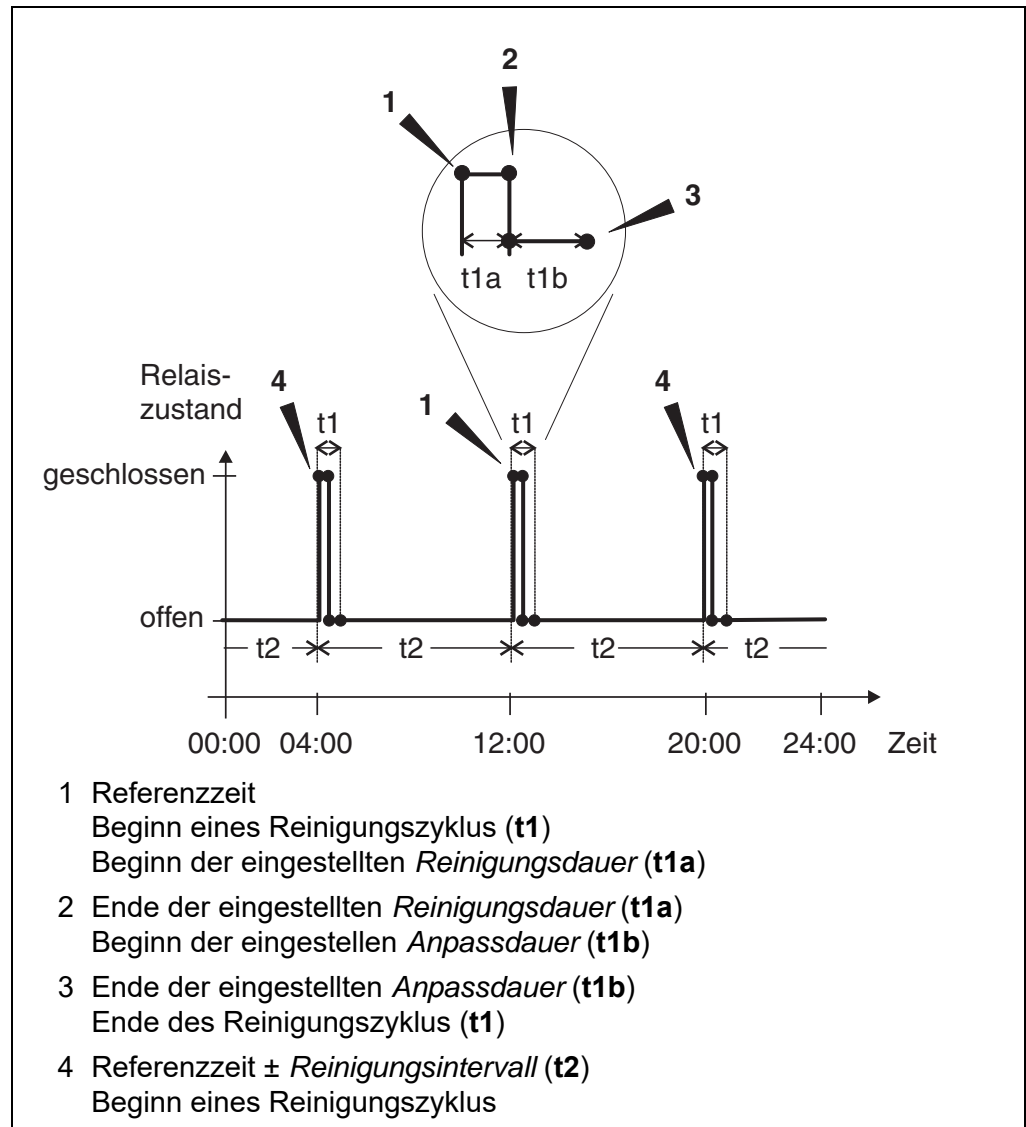 2
1
3
t1a t1b
Relais-
zustand
4
t1
1
t1
4
t1
geschlossen
offen
t2 t2 t2 t2
00:00 04:00 12:00 20:00 24:00 Zeit
1 Referenzzeit
Beginn eines Reinigungszyklus (t1)
Beginn der eingestellten Reinigungsdauer (t1a)
2 Ende der eingestellten Reinigungsdauer (t1a)
Beginn der eingestellen Anpassdauer (t1b)
3 Ende der eingestellten Anpassdauer (t1b)
Ende des Reinigungszyklus (t1)
4 Referenzzeit ± Reinigungsintervall (t2)
Beginn eines Reinigungszyklus